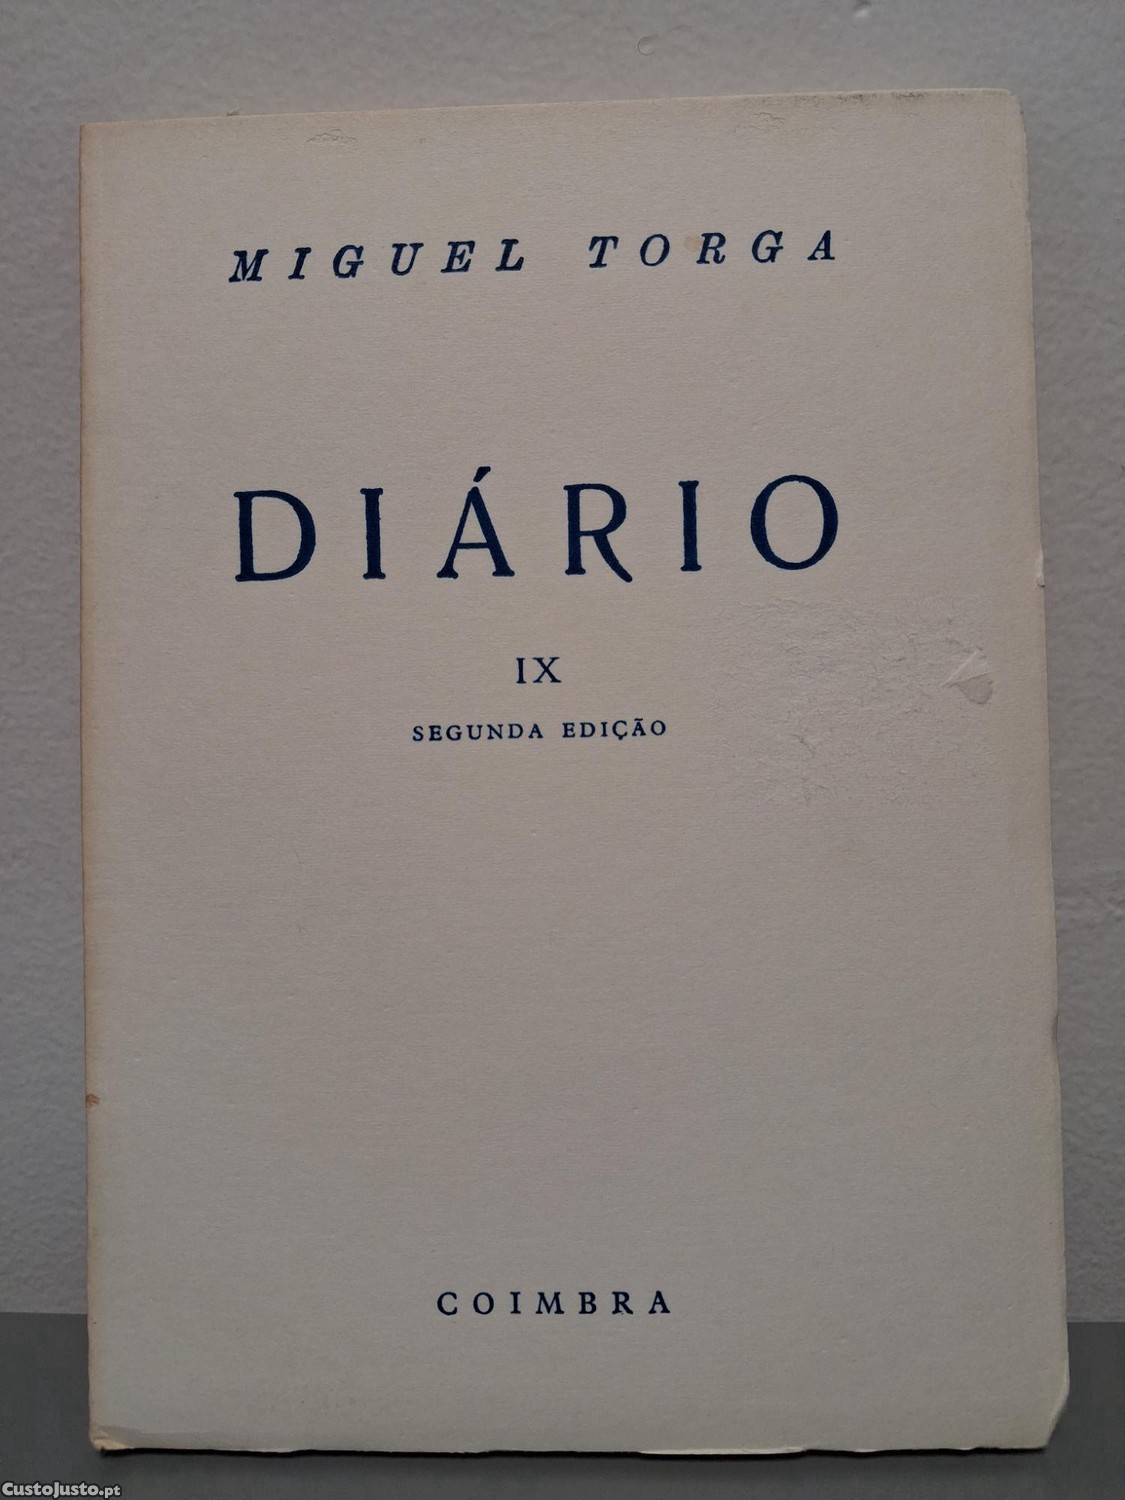 MIGUEL TORGA
DIÁRIO
IX
SEGUNDA EDIÇÃO
COIMBRA
CustoJusto.pt